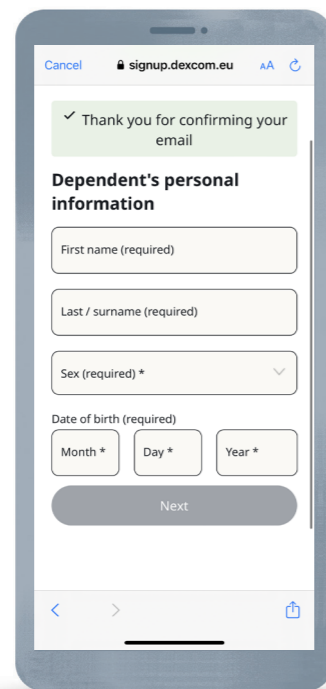 Cancel signup.dexcom.eu AA
Thank you for confirming your
email
Dependent's personal
information
First name (required)
Last / surname (required)
Sex (required) *
Date of birth (required)
Month * Day * Year *
Next